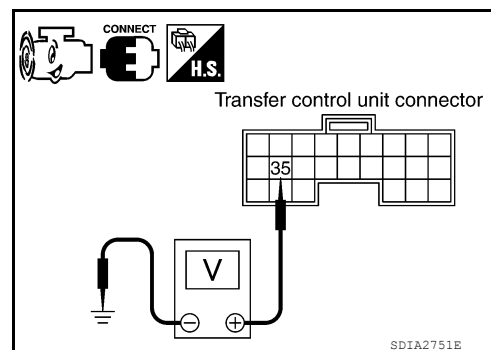 CONNECT
H.S.
Transfer control unit connector
35
V
− +
SDIA2751E